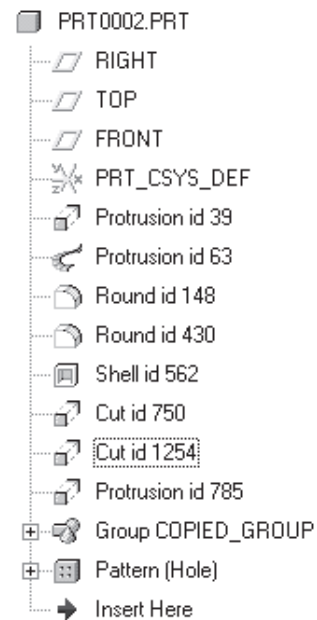 PRT0002.PRT
RIGHT
TOP
FRONT
PRT_CSYS_DEF
Protrusion id 39
Protrusion id 63
Round id 148
Round id 430
Shell id 562
Cut id 750
Cut id 1254
Protrusion id 785
Group COPIED_GROUP
Pattern (Hole)
Insert Here